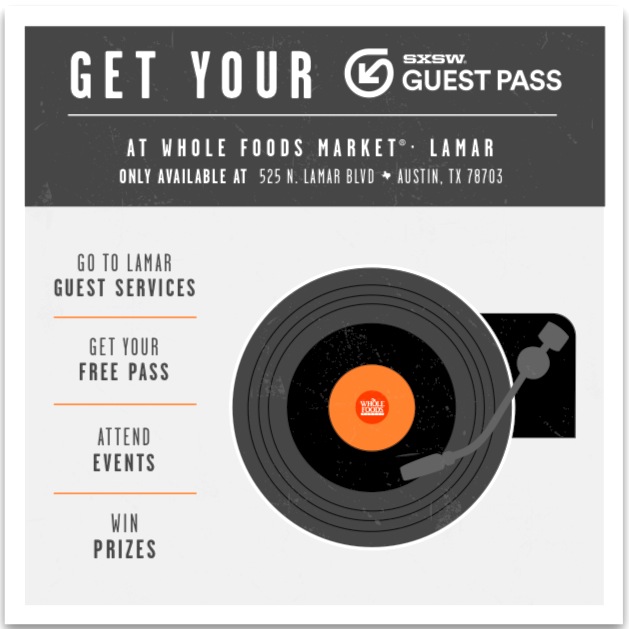 GET YOUR SXSW® GUEST PASS
AT WHOLE FOODS MARKET®· LAMAR
ONLY AVAILABLE AT 525 N. LAMAR BLVD AUSTIN, TX 78703
GO TO LAMAR
GUEST SERVICES
GET YOUR
FREE PASS
ATTEND
EVENTS
WIN
PRIZES
WHOLE
FOODS